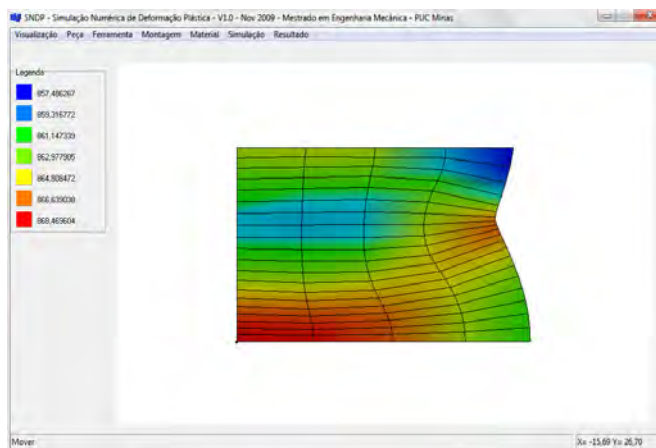 SNDP - Simulação Numérica de Deformação Plástica - V1.0 - Nov 2009 - Mestrado em Engenharia Mecânica - PUC Minas
Visualização Peça Ferramenta Montagem Material Simulação Resultado
Legenda
857,486267
859,316772
861,147339
862,977905
864,808472
866,639038
868,469604
Mover
X= -15,69 Y= 26,70